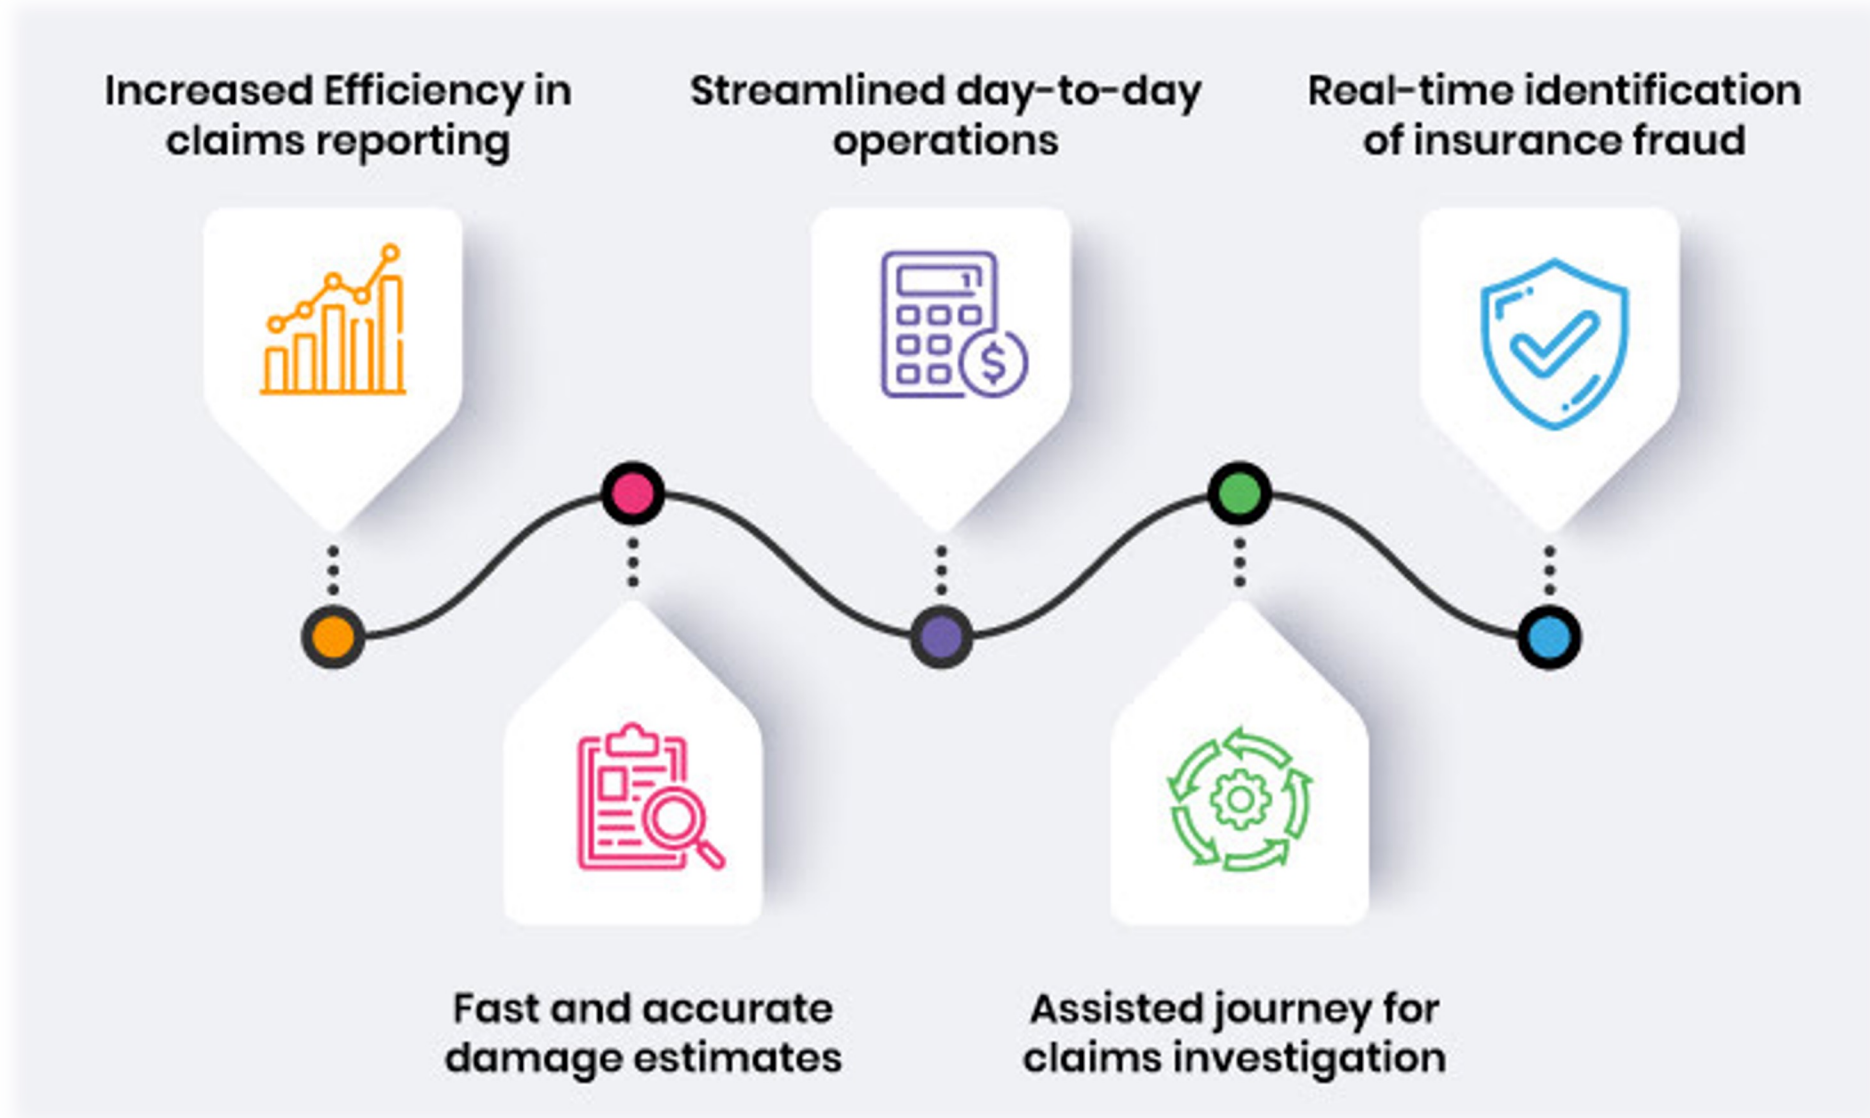 Increased Efficiency in
claims reporting
Streamlined day-to-day
operations
Real-time identification
of insurance fraud
1
$
Fast and accurate
damage estimates
Assisted journey for
claims investigation